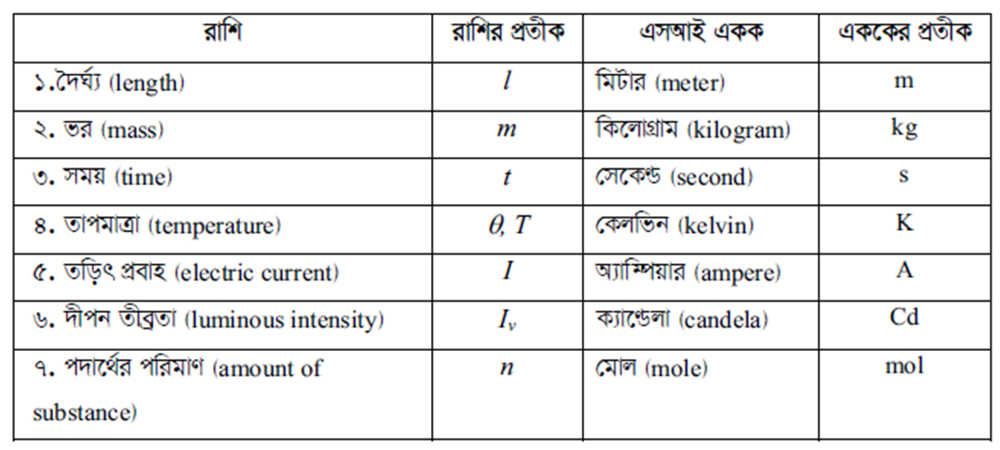 রাশি রাশির প্রতীক এসআই একক এককের প্রতীক
১.দৈর্ঘ্য (length) l মিটার (meter) m
২. ভর (mass) m কিলোগ্রাম (kilogram) kg
৩. সময় (time) t সেকেণ্ড (second) s
৪. তাপমাত্রা (temperature) θ, T কেলভিন (kelvin) K
৫. তড়িৎ প্রবাহ (electric current) I অ্যাম্পিয়ার (ampere) A
৬. দীপন তীব্রতা (luminous intensity) Iv ক্যান্ডেলা (candela) Cd
৭. পদার্থের পরিমাণ (amount of n মোল (mole) mol
substance)